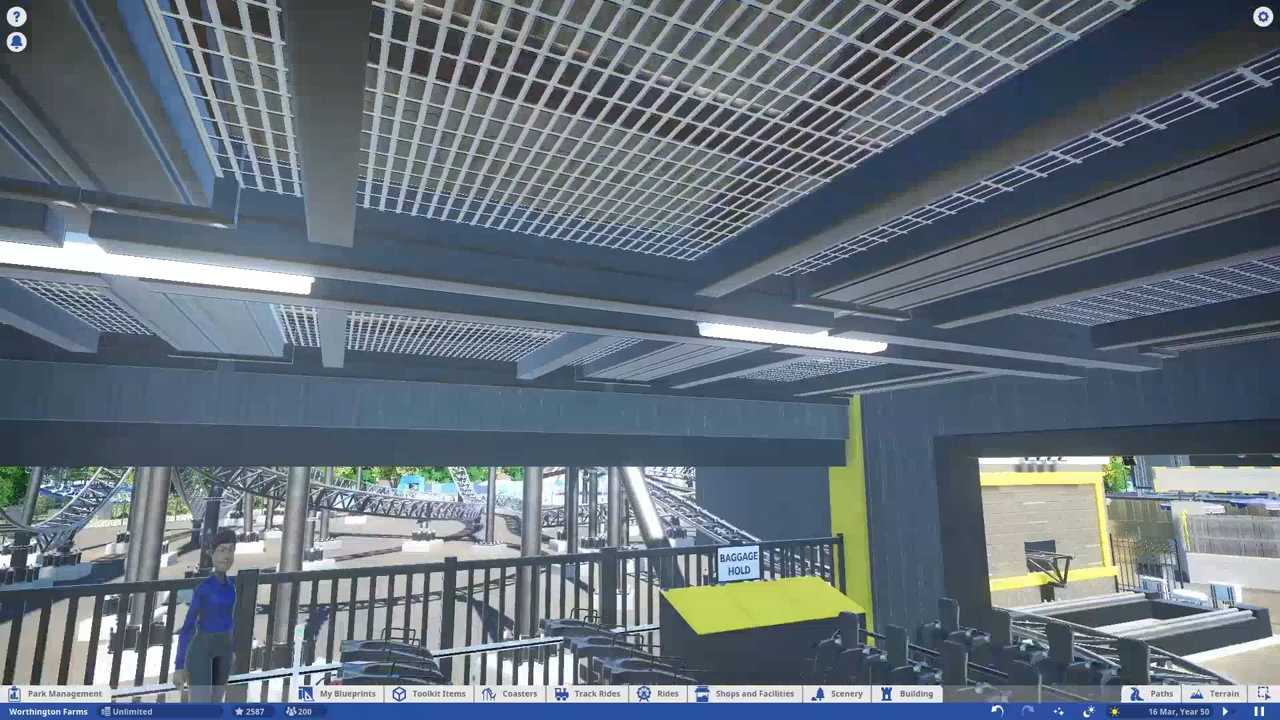 ?
BAGGAGE
HOLD
Park Management
My Blueprints
Toolkit Items
Coasters
Track Rides
Rides
Shops and Facilities
Scenery
Building
Paths
Terrain
Worthington Farms
Unlimited
2587
200
16 Mar, Year 50